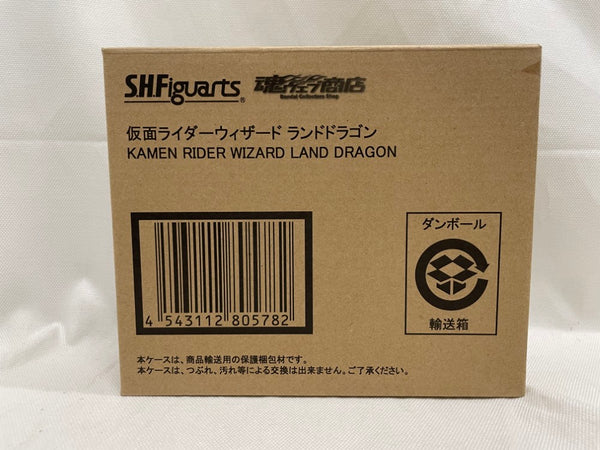 S.H.Figuarts® 魂ウェブ商店
Bandai Collectors Shop
仮面ライダーウィザード ランドドラゴン
KAMEN RIDER WIZARD LAND DRAGON
ダンボール
4 543112 805782
輸送箱
本ケースは、商品輸送用の保護梱包材です。
本ケースは、つぶれ、汚れ等による交換は出来ません。ご了承ください。